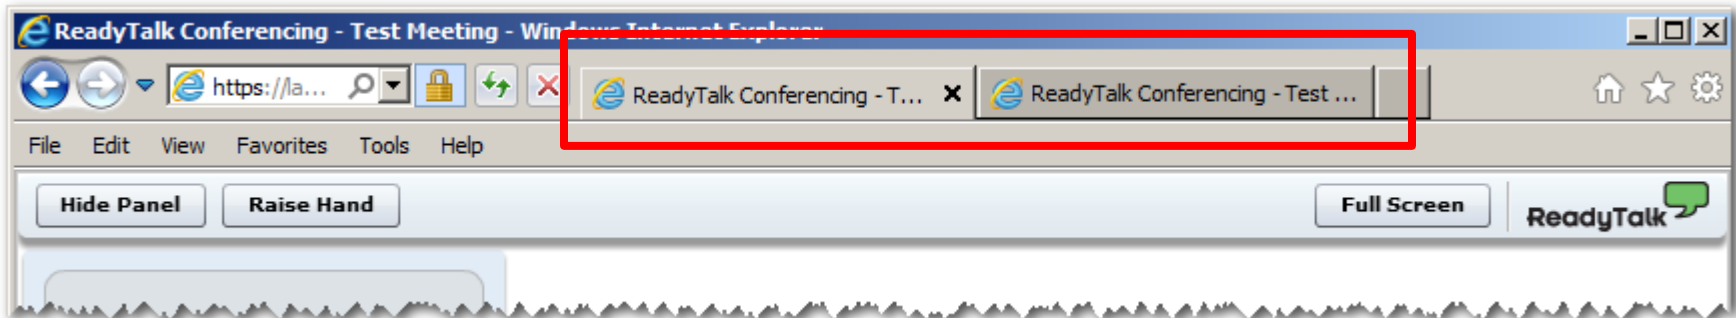 ReadyTalk Conferencing - Test Meeting - Windows Internet Explorer
https://la... ReadyTalk Conferencing - T... ReadyTalk Conferencing - Test ...
File Edit View Favorites Tools Help
Hide Panel Raise Hand Full Screen ReadyTalk